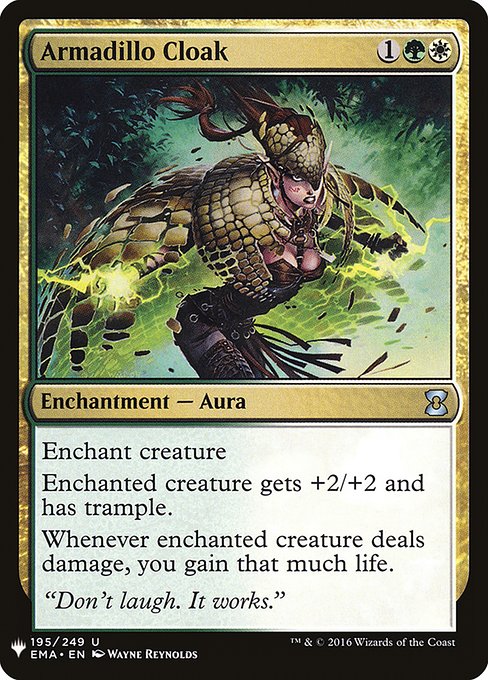 Armadillo Cloak 1
Enchantment — Aura
Enchant creature
Enchanted creature gets +2/+2 and
has trample.
Whenever enchanted creature deals
damage, you gain that much life.
“Don’t laugh. It works.”
195/249 U
EMA • EN Wayne Reynolds
™ & © 2016 Wizards of the Coast